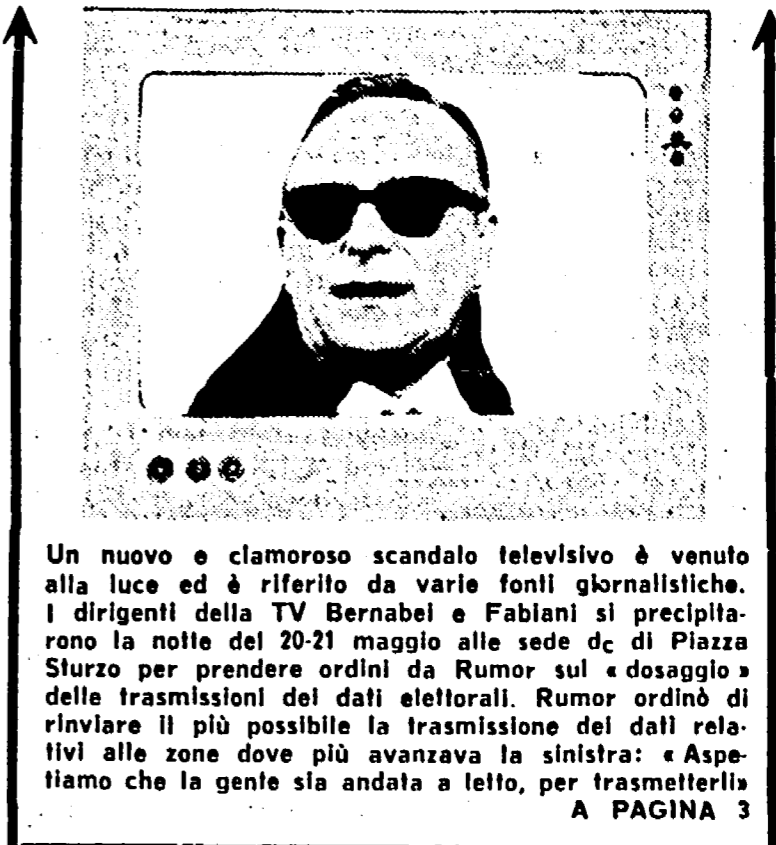 Un nuovo e clamoroso scandalo televisivo è venuto
alla luce ed è riferito da varie fonti giornalistiche.
I dirigenti della TV Bernabei e Fabiani si precipita-
rono la notte del 20-21 maggio alle sede dc di Piazza
Sturzo per prendere ordini da Rumor sul « dosaggio »
delle trasmissioni dei dati elettorali. Rumor ordinò di
rinviare il più possibile la trasmissione dei dati rela-
tivi alle zone dove più avanzava la sinistra: « Aspe-
tiamo che la gente sia andata a letto, per trasmetterli»
A PAGINA 3